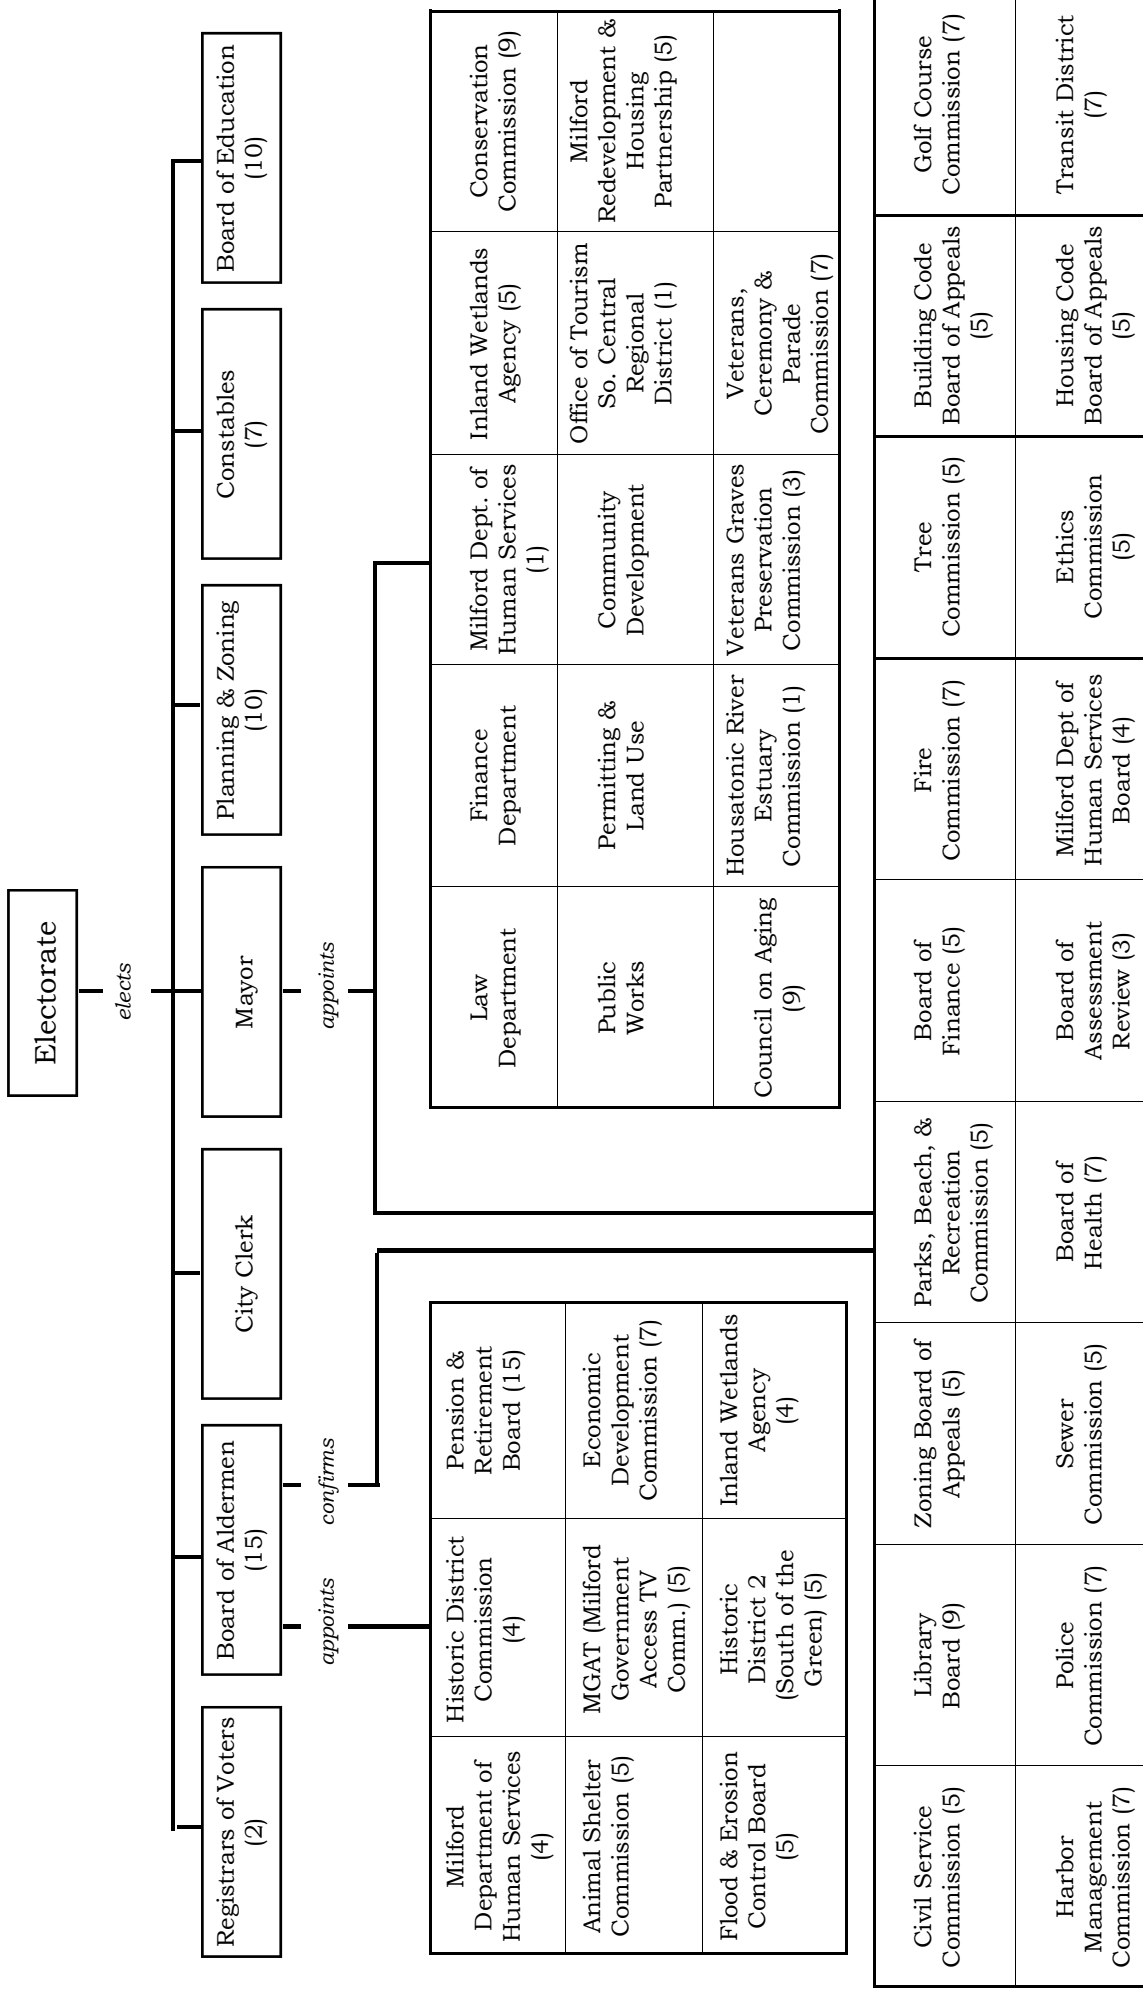 Electorate
elects
Registrars of Voters
(2)
Board of Aldermen
(15)
City Clerk
Mayor
Planning & Zoning
(10)
Constables
(7)
Board of Education
(10)
appoints
confirms
appoints
Milford
Department of
Human Services
(4)
Historic District
Commission
(4)
Pension &
Retirement
Board (15)
Animal Shelter
Commission (5)
MGAT (Milford
Government
Access TV
Comm.) (5)
Economic
Development
Commission (7)
Flood & Erosion
Control Board
(5)
Historic
District 2
(South of the
Green) (5)
Inland Wetlands
Agency
(4)
Law
Department
Finance
Department
Milford Dept. of
Human Services
(1)
Inland Wetlands
Agency (5)
Conservation
Commission (9)
Public
Works
Permitting &
Land Use
Community
Development
Office of Tourism
So. Central
Regional
District (1)
Milford
Redevelopment &
Housing
Partnership (5)
Council on Aging
(9)
Housatonic River
Estuary
Commission (1)
Veterans Graves
Preservation
Commission (3)
Veterans,
Ceremony &
Parade
Commission (7)
Civil Service
Commission (5)
Library
Board (9)
Zoning Board of
Appeals (5)
Parks, Beach, &
Recreation
Commission (5)
Board of
Finance (5)
Fire
Commission (7)
Tree
Commission (5)
Building Code
Board of Appeals
(5)
Golf Course
Commission (7)
Harbor
Management
Commission (7)
Police
Commission (7)
Sewer
Commission (5)
Board of
Health (7)
Board of
Assessment
Review (3)
Milford Dept of
Human Services
Board (4)
Ethics
Commission
(5)
Housing Code
Board of Appeals
(5)
Transit District
(7)